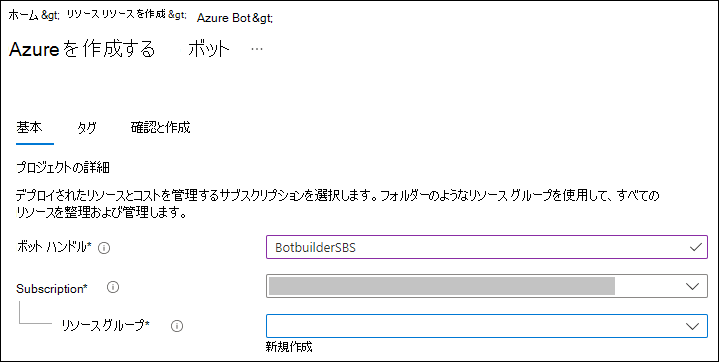 ホーム &gt; リソース リソースを作成 &gt; Azure Bot &gt;
Azure を作成する ボット ···
基本 タグ 確認と作成
プロジェクトの詳細
デプロイされたリソースとコストを管理するサブスクリプションを選択します。フォルダーのようなリソース グループを使用して、すべての
リソースを整理および管理します。
ボット ハンドル* BotbuilderSBS
Subscription*
リソース グループ*
新規作成